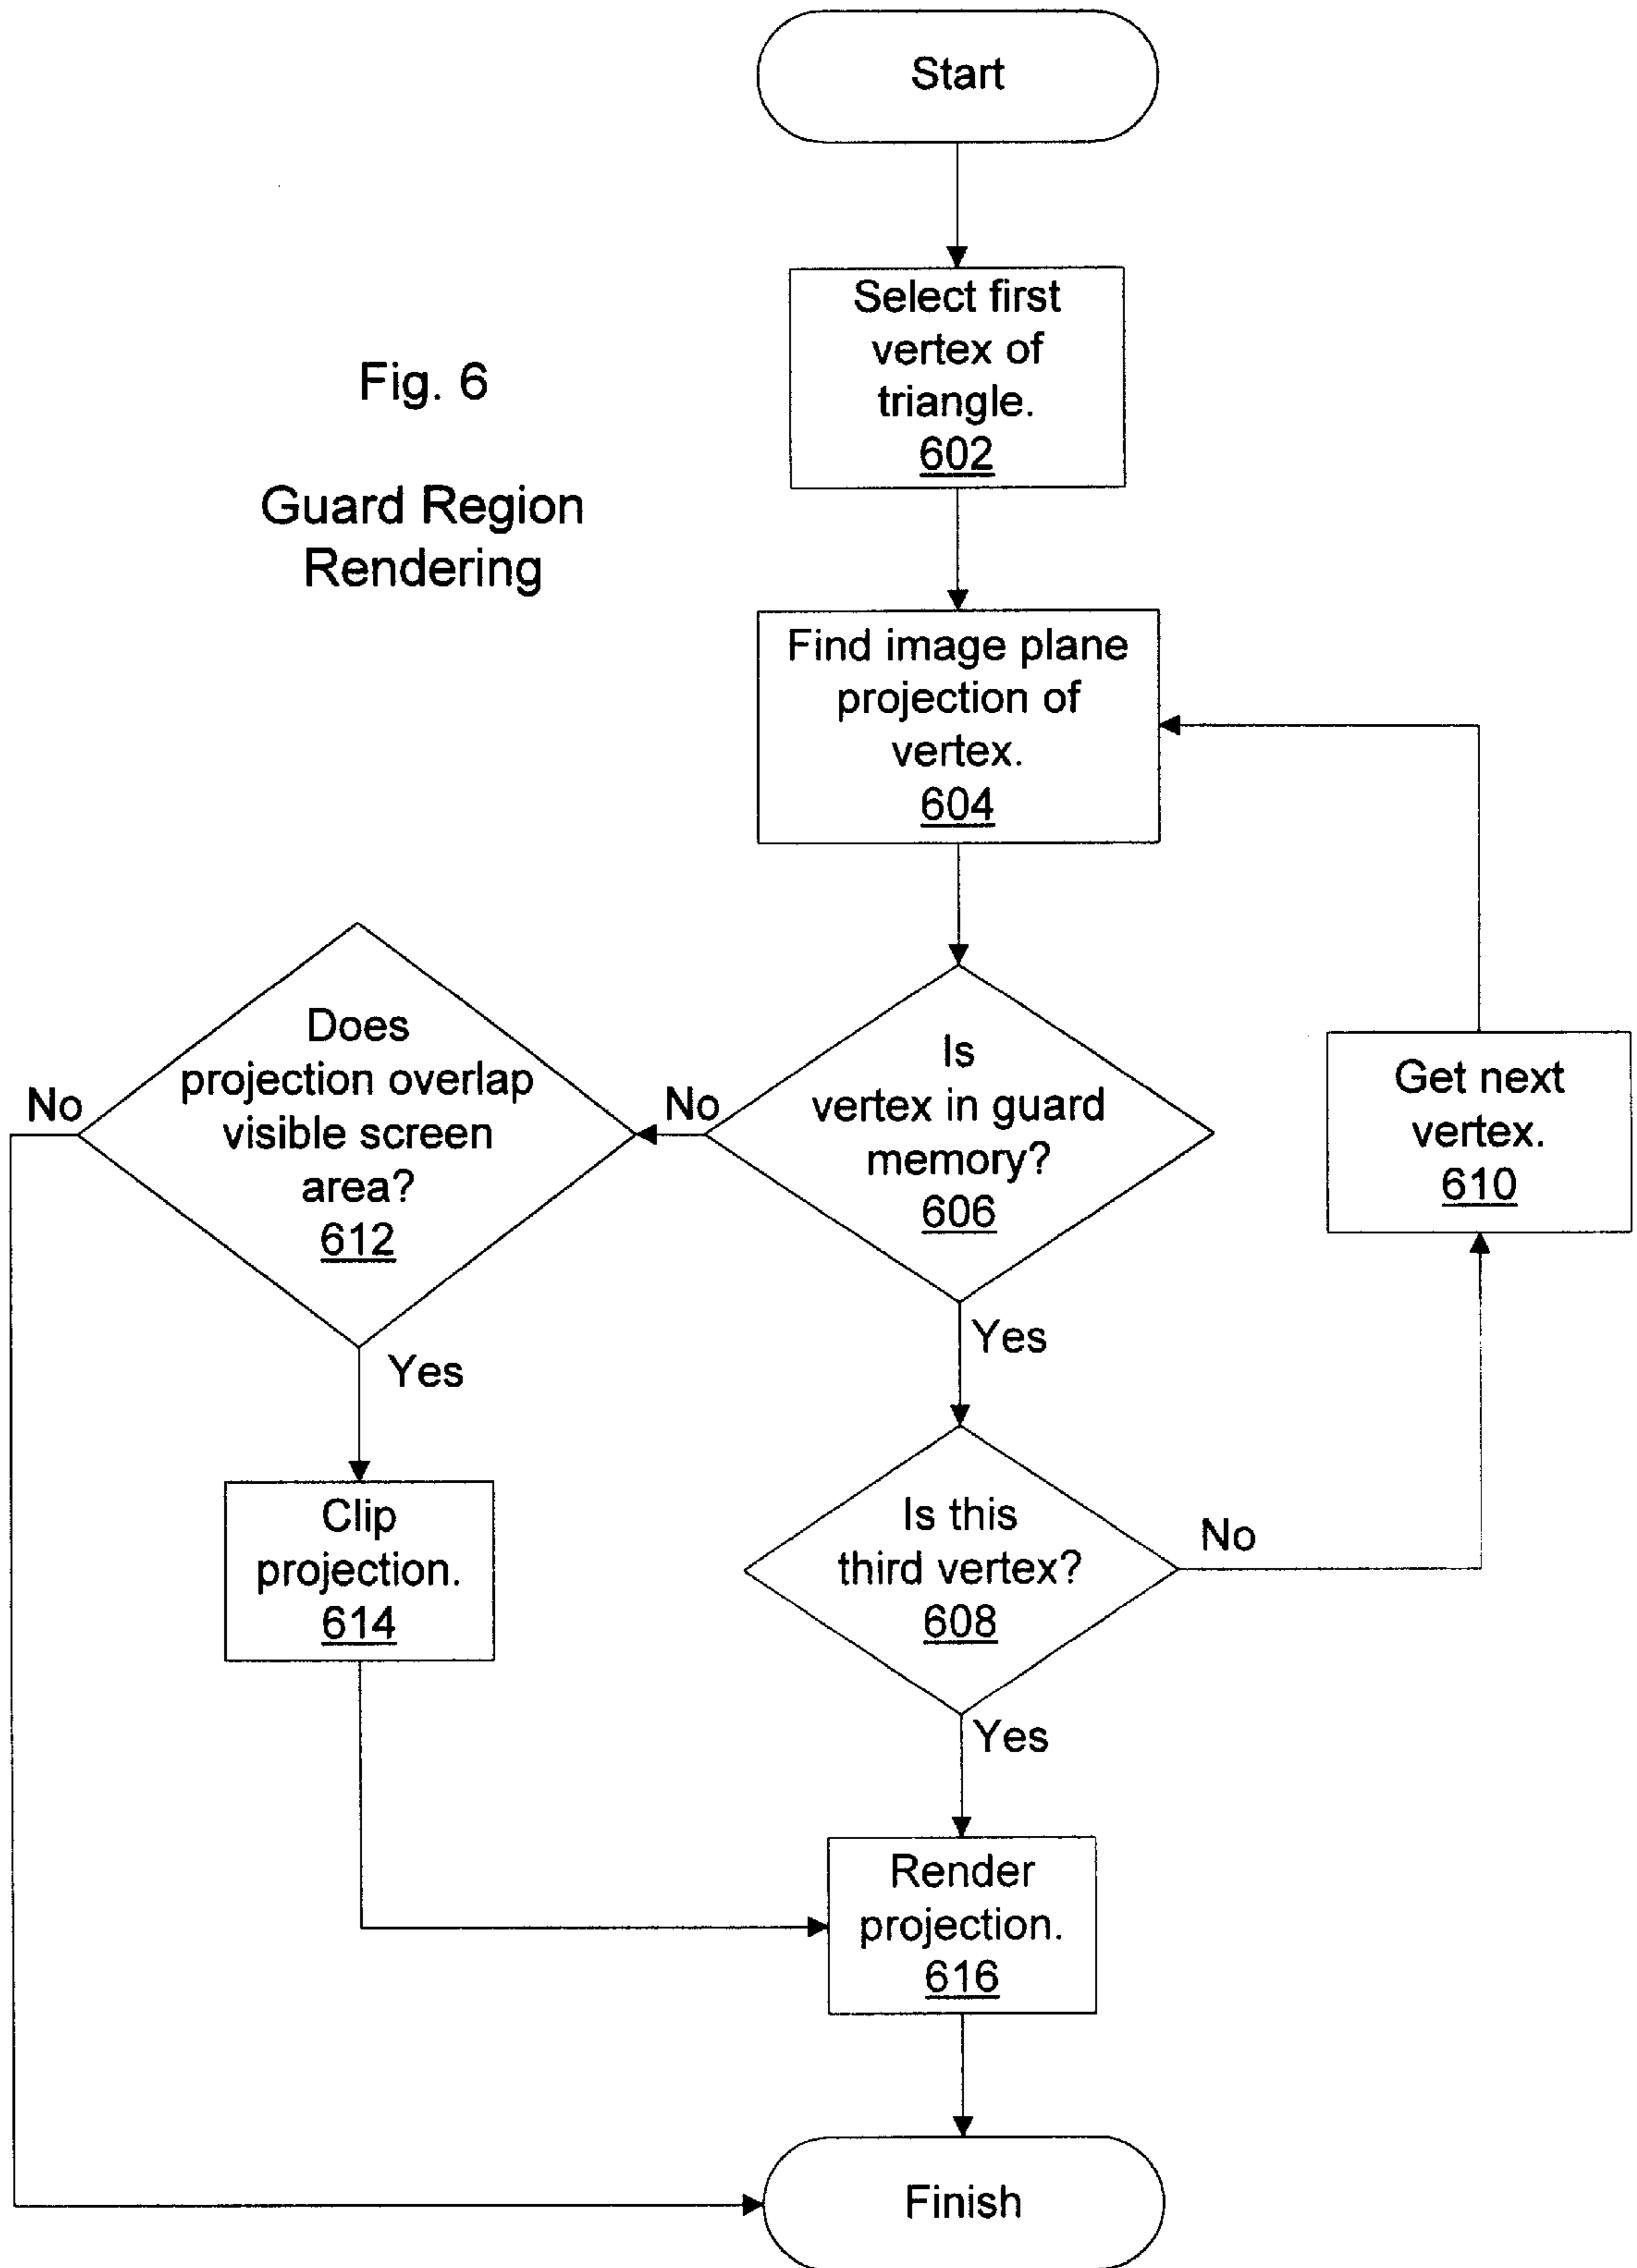 Start
Select first
vertex of
triangle.
602
Fig. 6
Guard Region
Rendering
Find image plane
projection of
vertex.
604
Does
projection overlap
visible screen
area?
612
No
No
Is
vertex in guard
memory?
606
Get next
vertex.
610
Yes
Yes
Clip
projection.
614
Is this
third vertex?
608
No
Yes
Render
projection.
616
Finish